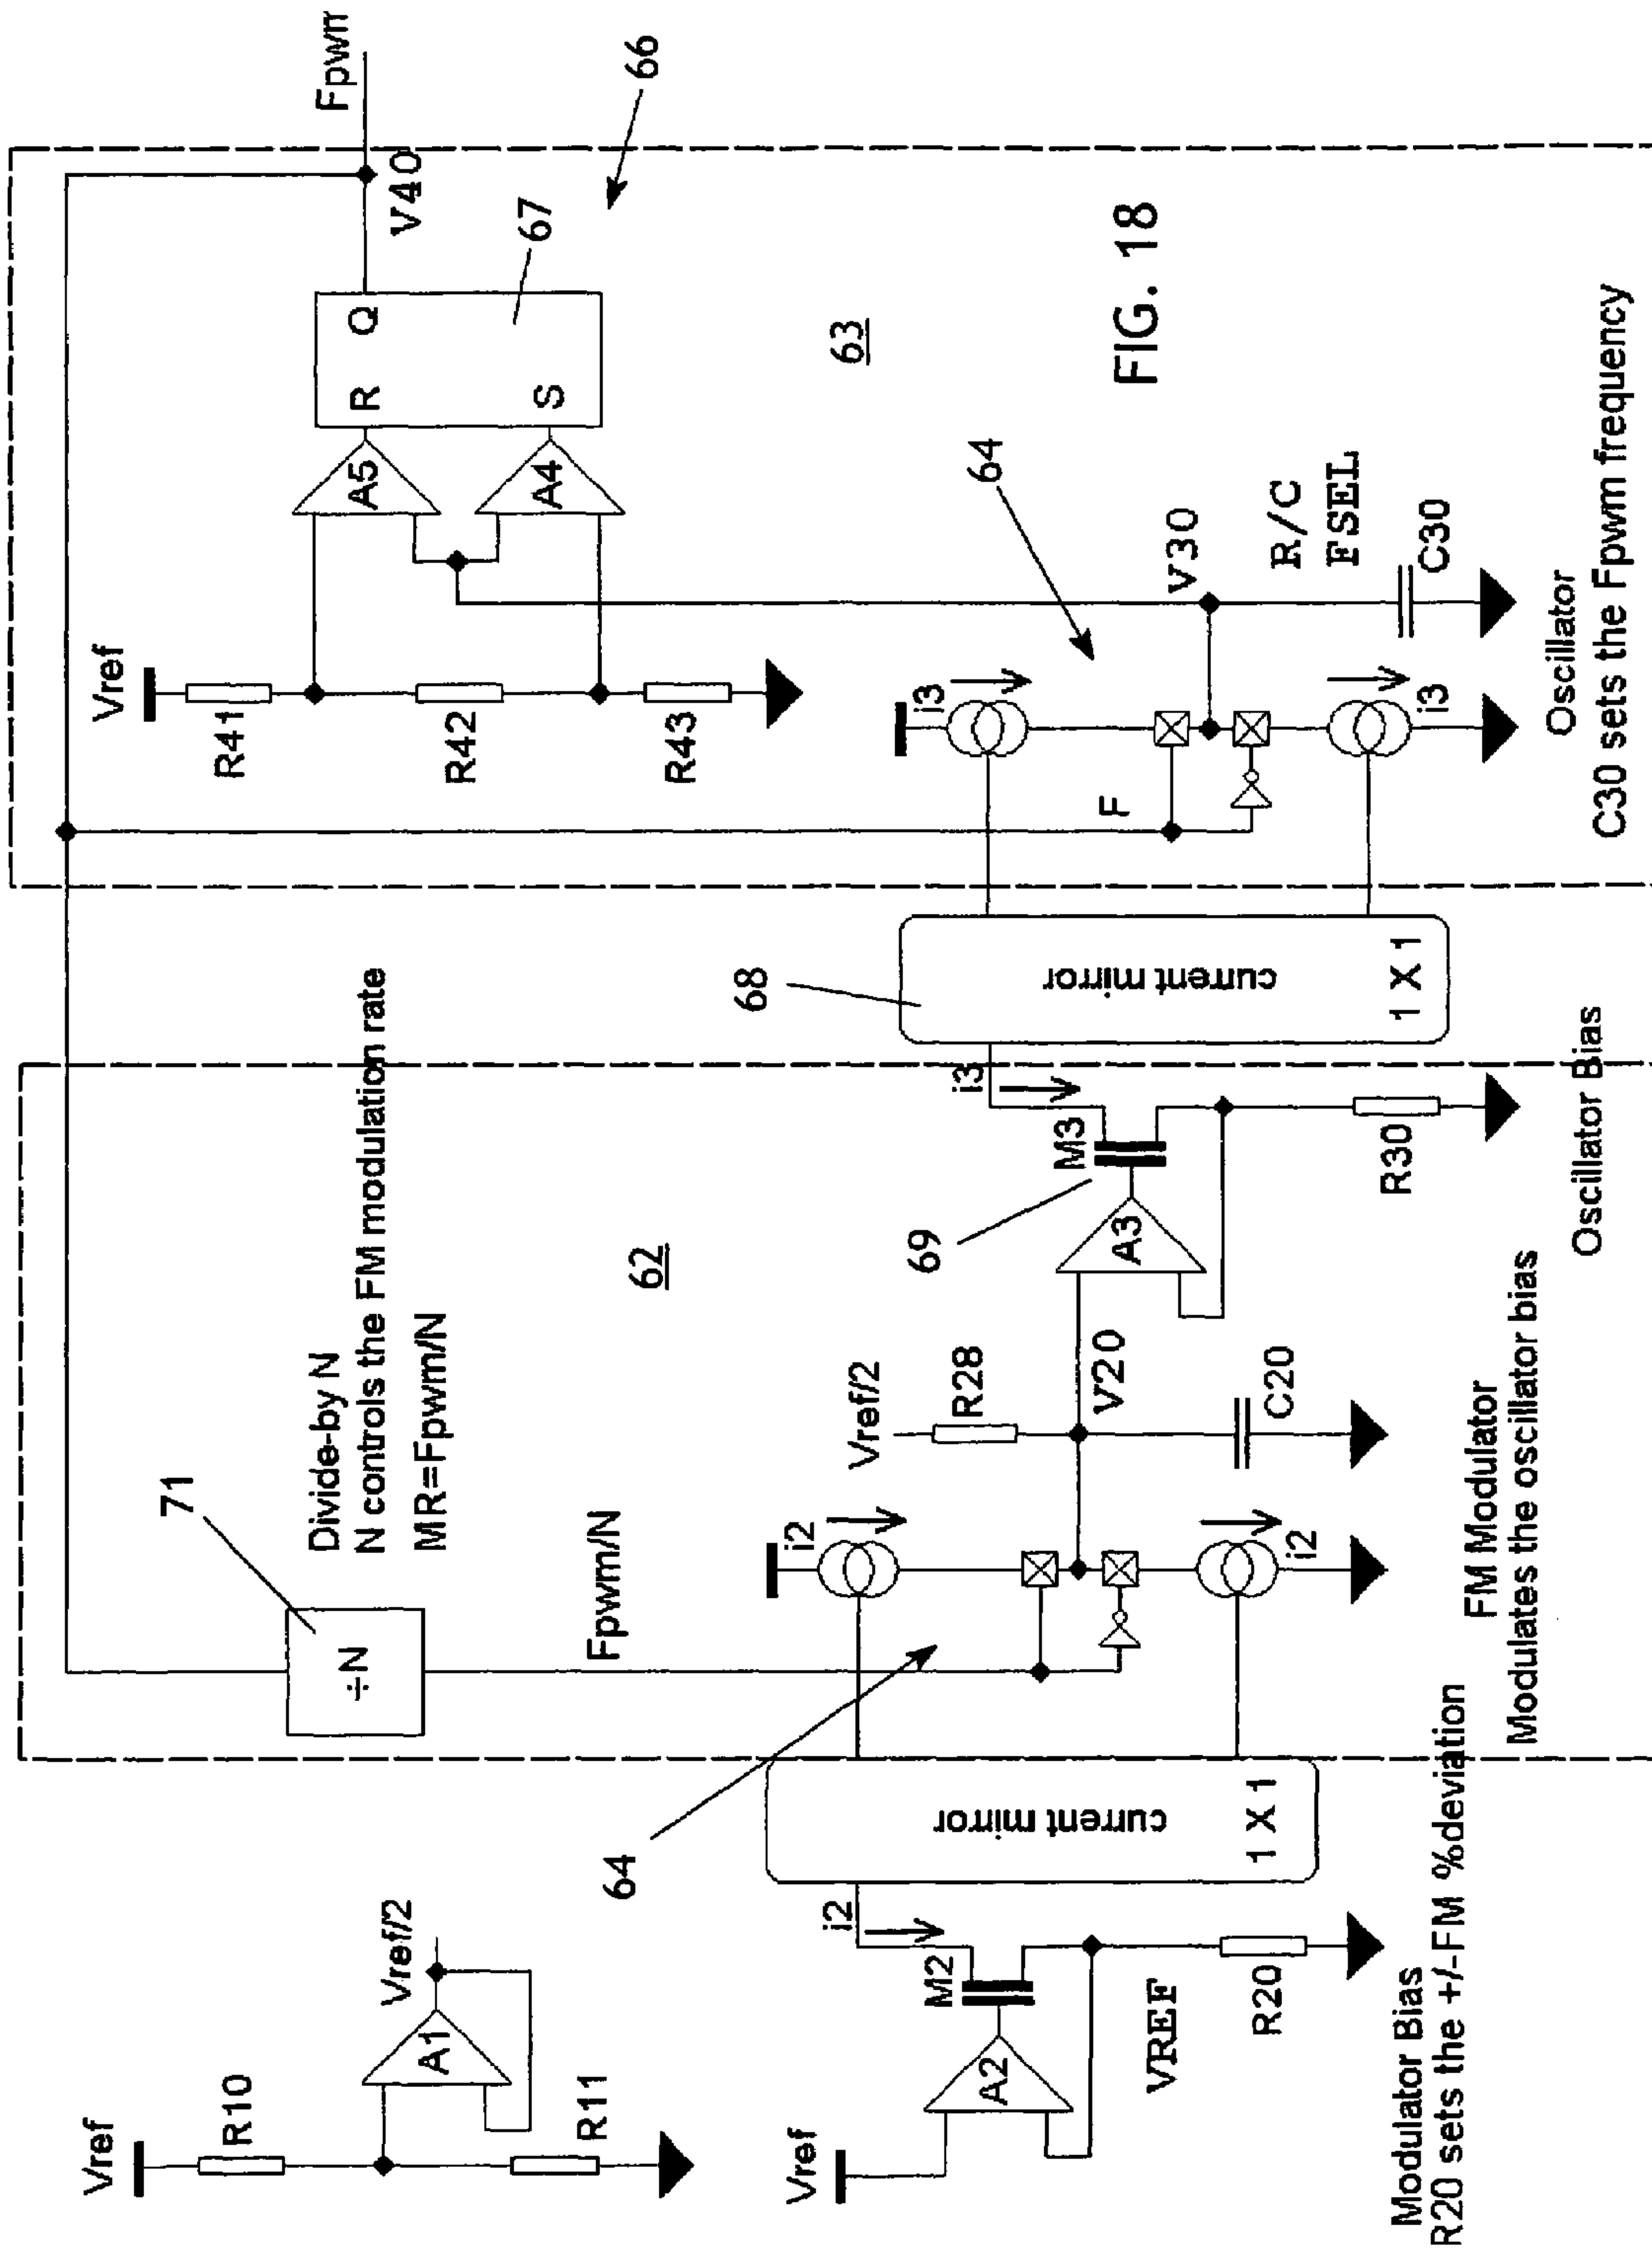 Vref
R10
R11
A1
Vref/2
Vref
A2
M2
i2
VREF
R20
Modulator Bias
R20 sets the +/-FM %deviation
current mirror
1 X 1
64
71
÷N
Divide-by N
N controls the FM modulation rate
MR=Fpwm/N
Fpwm/N
62
i2
i2
Vref/2
R28
V20
C20
FM Modulator
Modulates the oscillator bias
A3
69
M3
i3
R30
Oscillator Bias
68
current mirror
1 X 1
Vref
R41
R42
R43
A5
A4
R
Q
S
67
V40
Fpwm
66
63
FIG. 18
64
F
i3
i3
V30
R/C
FSEL
C30
Oscillator
C30 sets the Fpwm frequency